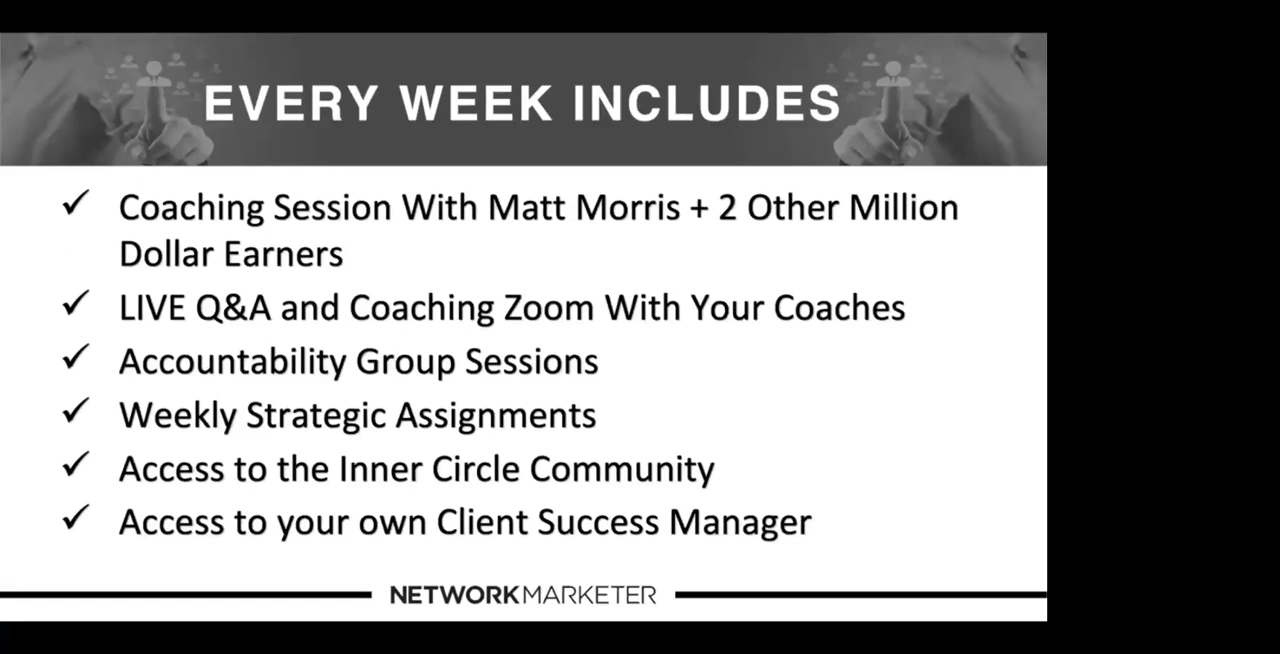 EVERY WEEK INCLUDES
✓ Coaching Session With Matt Morris + 2 Other Million
Dollar Earners
✓ LIVE Q&A and Coaching Zoom With Your Coaches
✓ Accountability Group Sessions
✓ Weekly Strategic Assignments
✓ Access to the Inner Circle Community
✓ Access to your own Client Success Manager
NETWORKMARKETER